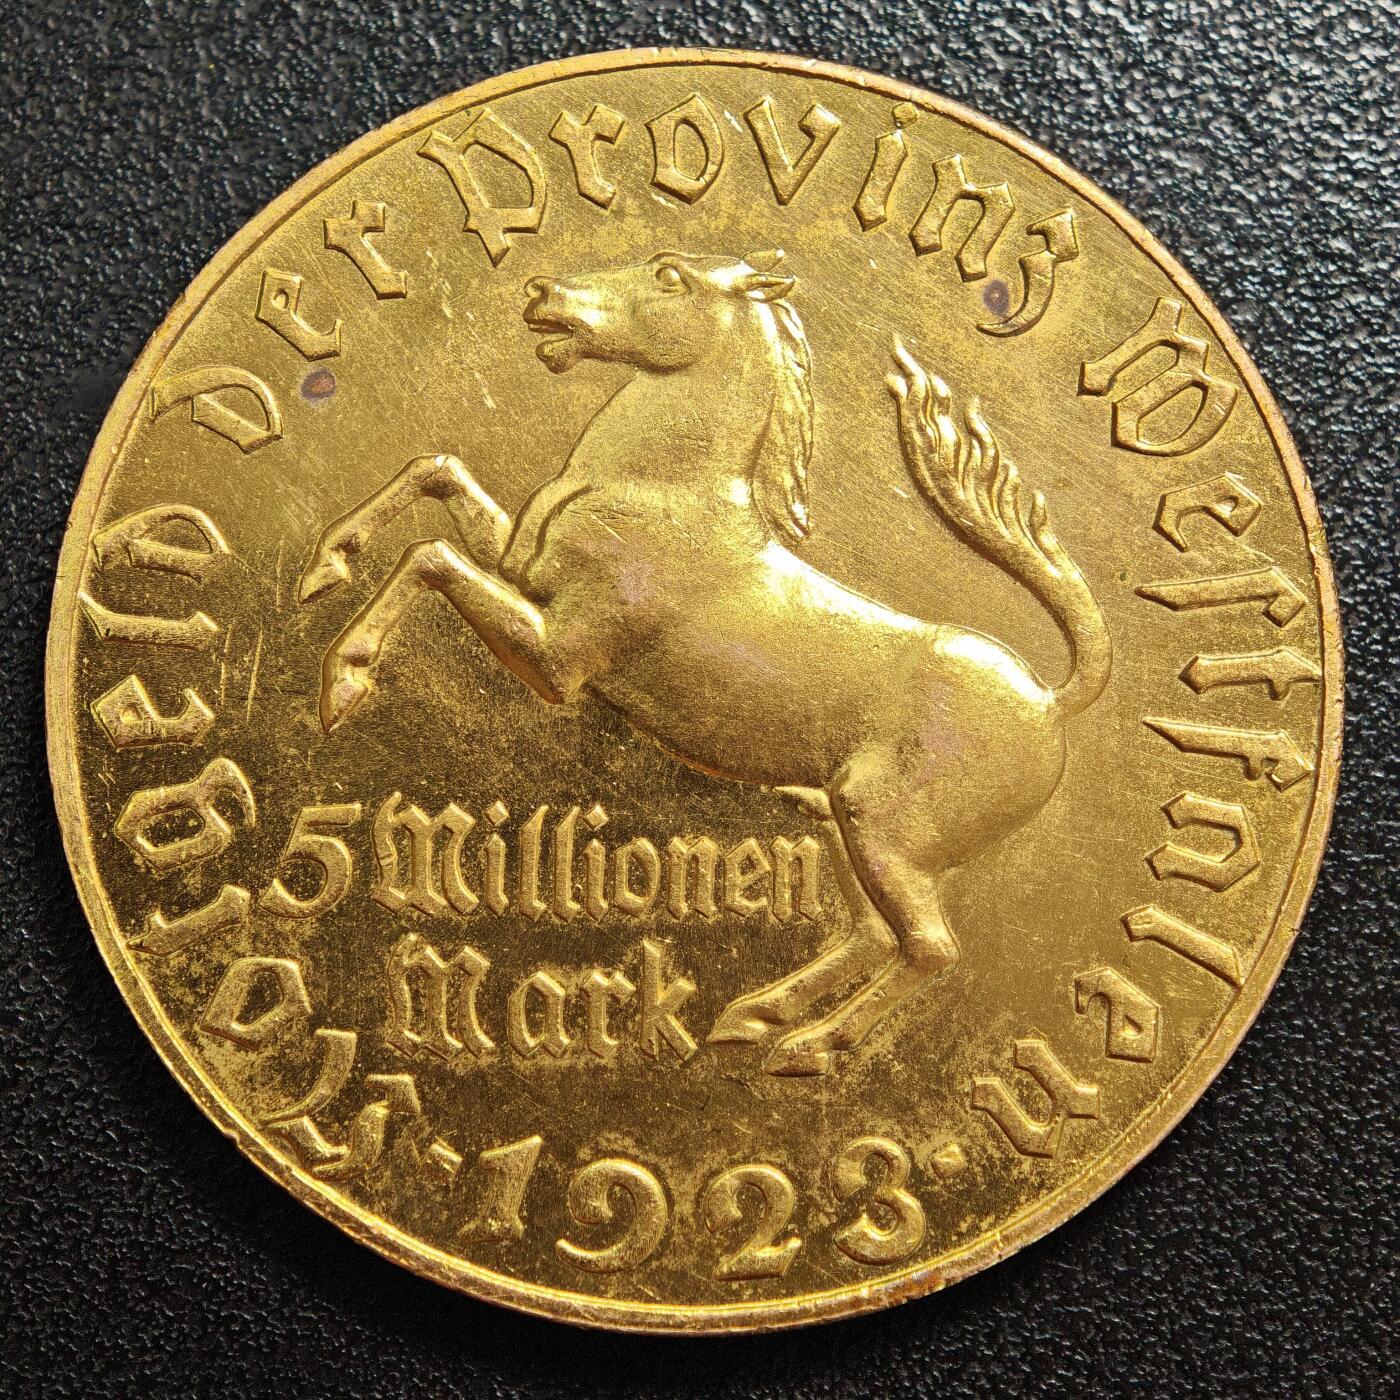 Notgeld der Provinz Westfalen
5 Millionen
Mark
·1923·